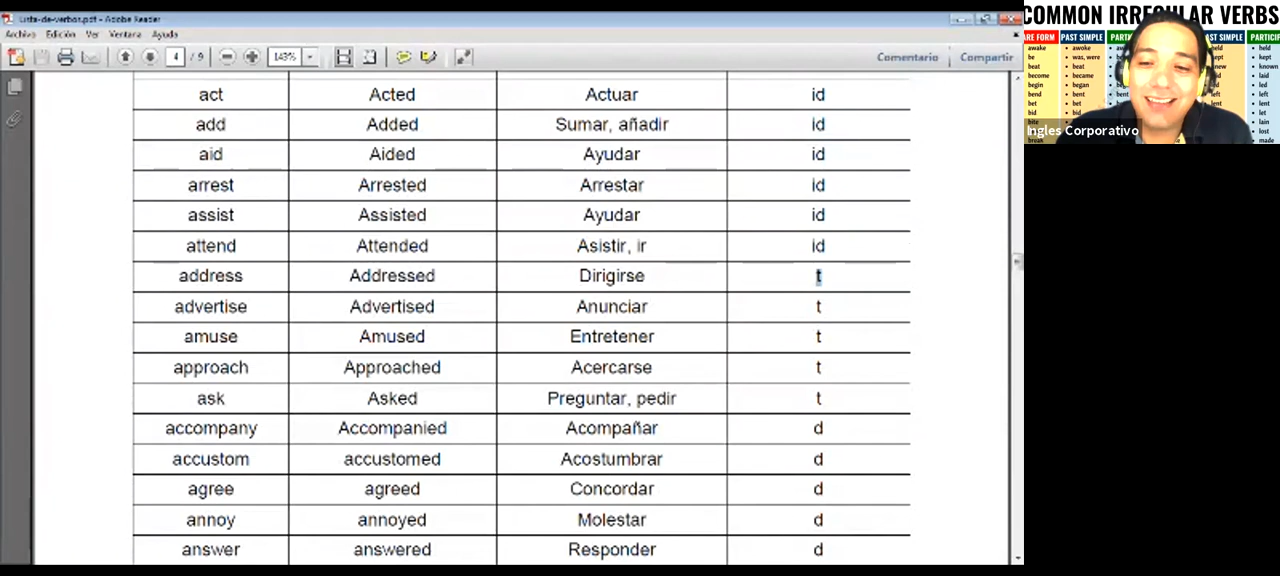 Lista-de-verbos.pdf - Adobe Reader
Archivo Edición Ver Ventana Ayuda
4 / 9 143% Comentario Compartir
act Acted Actuar id
add Added Sumar, añadir id
aid Aided Ayudar id
arrest Arrested Arrestar id
assist Assisted Ayudar id
attend Attended Asistir, ir id
address Addressed Dirigirse t
advertise Advertised Anunciar t
amuse Amused Entretener t
approach Approached Acercarse t
ask Asked Preguntar, pedir t
accompany Accompanied Acompañar d
accustom accustomed Acostumbrar d
agree agreed Concordar d
annoy annoyed Molestar d
answer answered Responder d
COMMON IRREGULAR VERBS
FORM PAST SIMPLE
awake awoke held
be was, were kept kept
beat beat known
become became laid
begin began led
bend bent left
bet bet lent
bid let
bite lain
Ingles Corporativo lost
break made